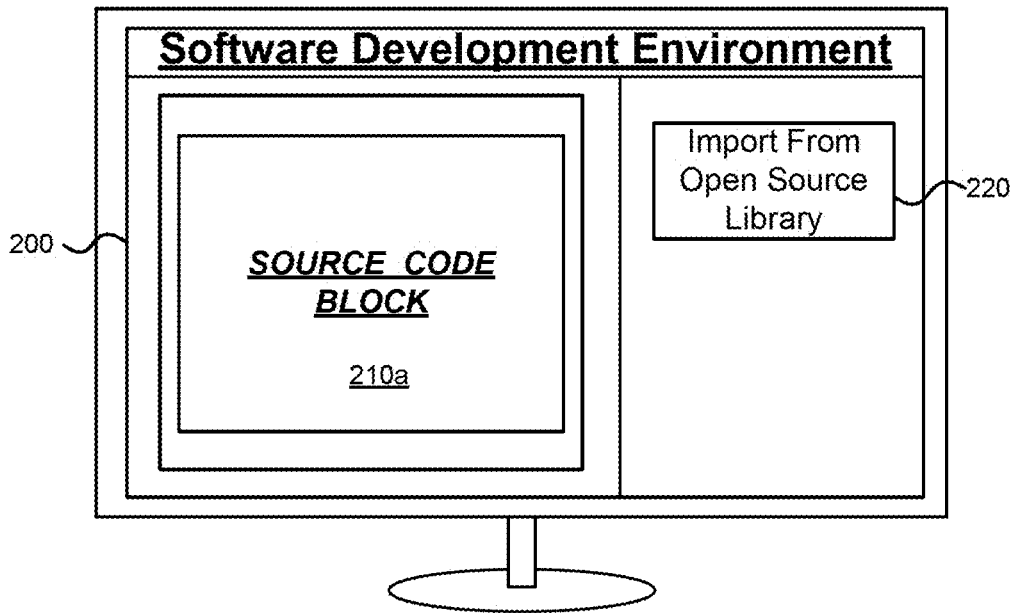 Software Development Environment
Import From
Open Source
Library
220
200
SOURCE CODE
BLOCK
210a